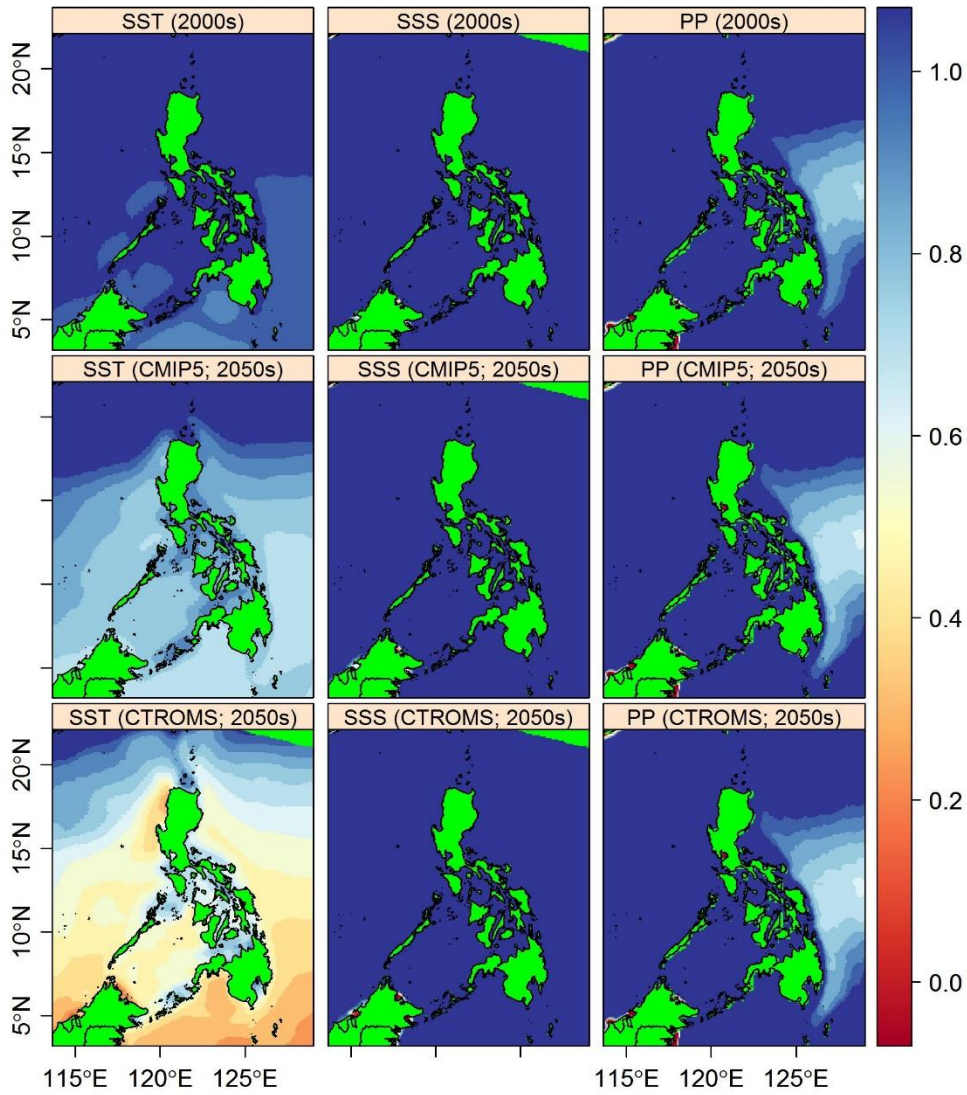 SST (2000s) SSS (2000s) PP (2000s)
20°N
15°N
10°N
5°N
SST (CMIP5; 2050s) SSS (CMIP5; 2050s) PP (CMIP5; 2050s)
SST (CTROMS; 2050s) SSS (CTROMS; 2050s) PP (CTROMS; 2050s)
20°N
15°N
10°N
5°N
115°E 120°E 125°E 115°E 120°E 125°E
1.0
0.8
0.6
0.4
0.2
0.0